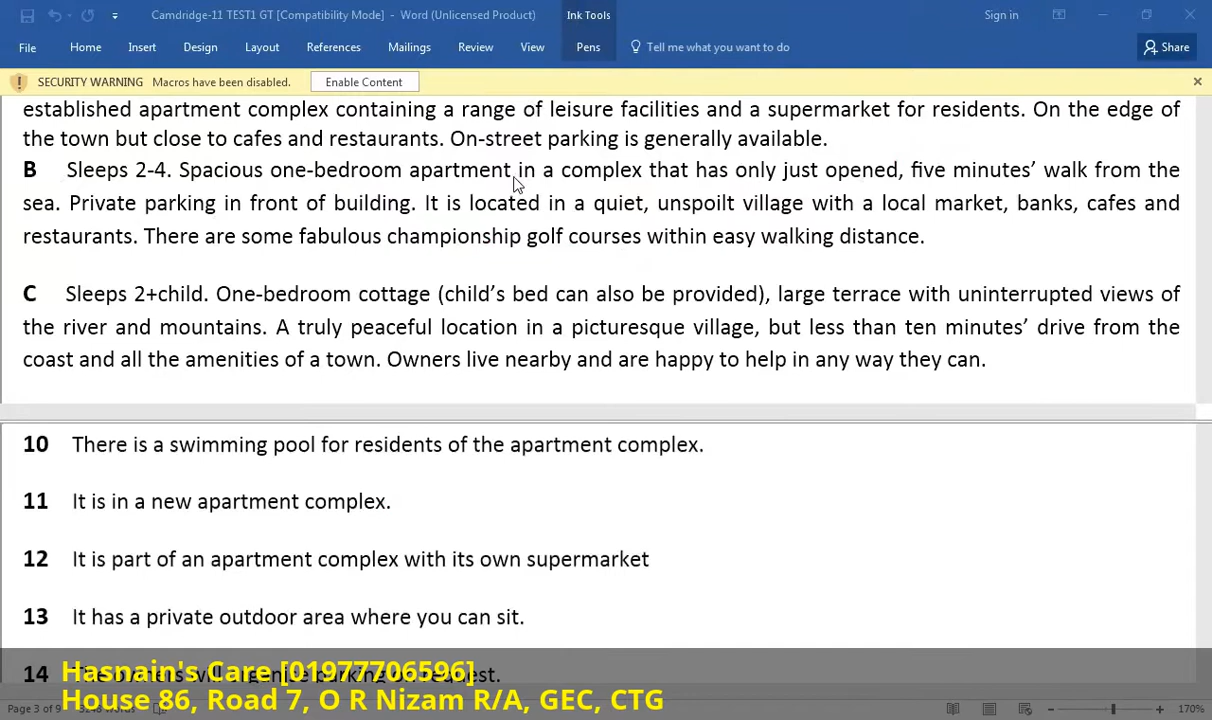 Camdridge-11 TEST1 GT [Compatibility Mode] - Word (Unlicensed Product)
Ink Tools
Sign in
File Home Insert Design Layout References Mailings Review View Pens Tell me what you want to do Share
SECURITY WARNING Macros have been disabled. Enable Content
established apartment complex containing a range of leisure facilities and a supermarket for residents. On the edge of
the town but close to cafes and restaurants. On-street parking is generally available.
B Sleeps 2-4. Spacious one-bedroom apartment in a complex that has only just opened, five minutes’ walk from the
sea. Private parking in front of building. It is located in a quiet, unspoilt village with a local market, banks, cafes and
restaurants. There are some fabulous championship golf courses within easy walking distance.
C Sleeps 2+child. One-bedroom cottage (child’s bed can also be provided), large terrace with uninterrupted views of
the river and mountains. A truly peaceful location in a picturesque village, but less than ten minutes’ drive from the
coast and all the amenities of a town. Owners live nearby and are happy to help in any way they can.
10 There is a swimming pool for residents of the apartment complex.
11 It is in a new apartment complex.
12 It is part of an apartment complex with its own supermarket
13 It has a private outdoor area where you can sit.
14 The owners will organize parking on request.
Hasnain's Care [01977706596]
House 86, Road 7, O R Nizam R/A, GEC, CTG
Page 3 of 9 words 170%